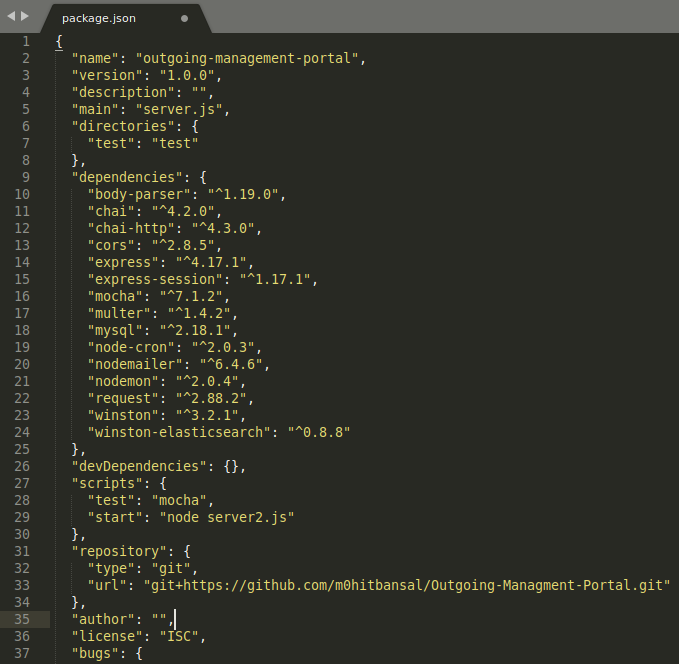 package.json
1 {
2 "name": "outgoing-management-portal",
3 "version": "1.0.0",
4 "description": "",
5 "main": "server.js",
6 "directories": {
7 "test": "test"
8 },
9 "dependencies": {
10 "body-parser": "^1.19.0",
11 "chai": "^4.2.0",
12 "chai-http": "^4.3.0",
13 "cors": "^2.8.5",
14 "express": "^4.17.1",
15 "express-session": "^1.17.1",
16 "mocha": "^7.1.2",
17 "multer": "^1.4.2",
18 "mysql": "^2.18.1",
19 "node-cron": "^2.0.3",
20 "nodemailer": "^6.4.6",
21 "nodemon": "^2.0.4",
22 "request": "^2.88.2",
23 "winston": "^3.2.1",
24 "winston-elasticsearch": "^0.8.8"
25 },
26 "devDependencies": {},
27 "scripts": {
28 "test": "mocha",
29 "start": "node server2.js"
30 },
31 "repository": {
32 "type": "git",
33 "url": "git+https://github.com/m0hitbansal/Outgoing-Managment-Portal.git"
34 },
35 "author": "",
36 "license": "ISC",
37 "bugs": {